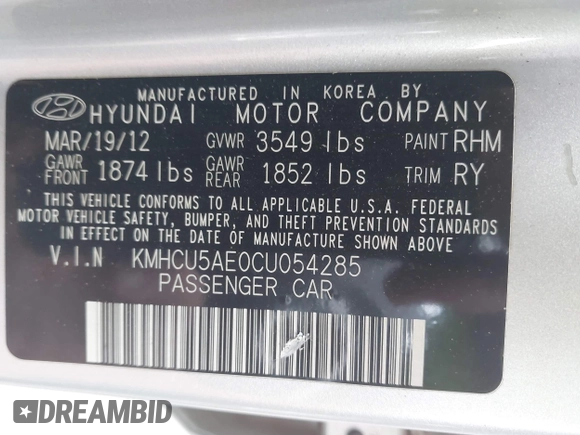 MANUFACTURED IN KOREA BY
HYUNDAI MOTOR COMPANY
MAR/19/12 GVWR 3549 lbs PAINT RHM
GAWR FRONT 1874 lbs GAWR REAR 1852 lbs TRIM RY
THIS VEHICLE CONFORMS TO ALL APPLICABLE U.S.A. FEDERAL
MOTOR VEHICLE SAFETY, BUMPER, AND THEFT PREVENTION STANDARDS
IN EFFECT ON THE DATE OF MANUFACTURE SHOWN ABOVE.
V.I.N KMHCU5AE0CU054285
PASSENGER CAR
DREAMBID